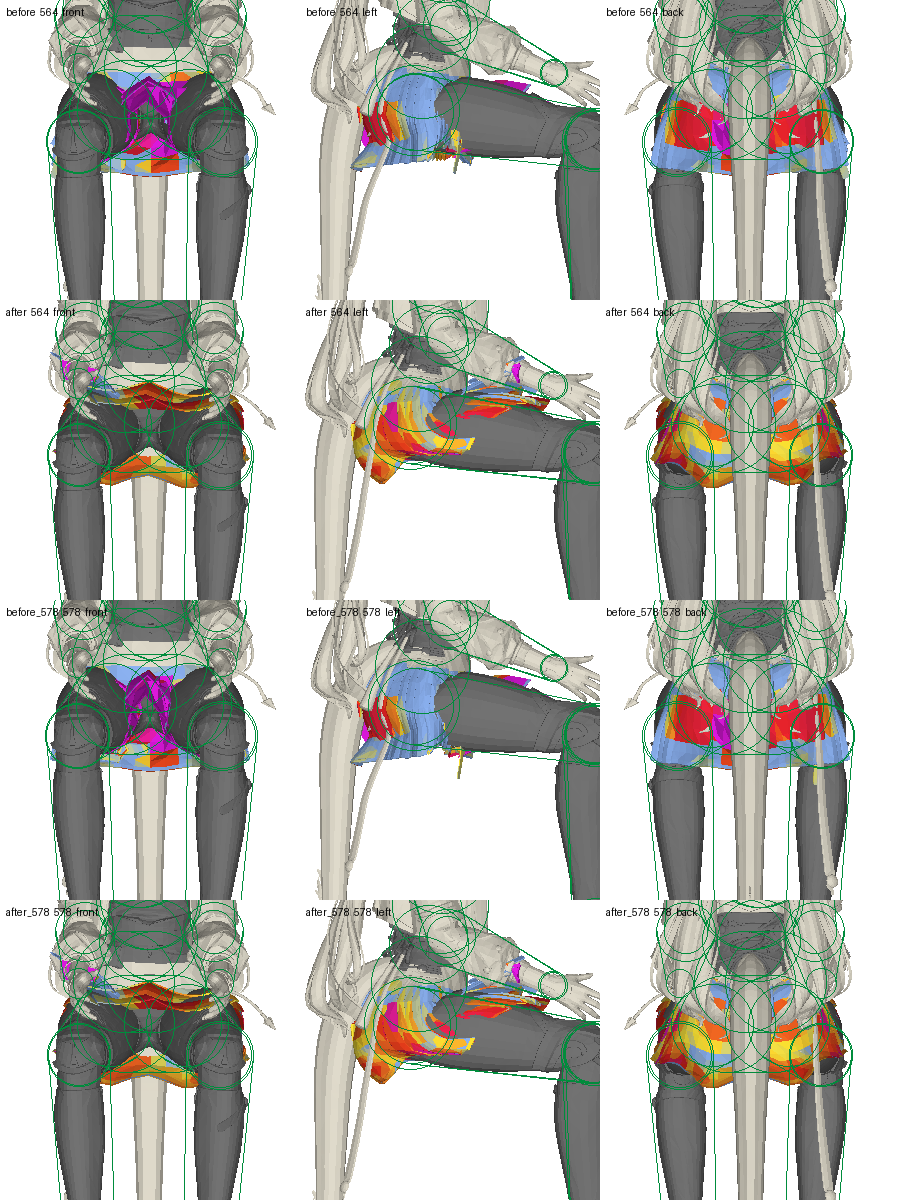 before 564 front
before 564 left
before 564 back
after 564 front
after 564 left
after 564 back
before_578 578 front
before_578 578 left
before_578 578 back
after_578 578 front
after_578 578 left
after_578 578 back